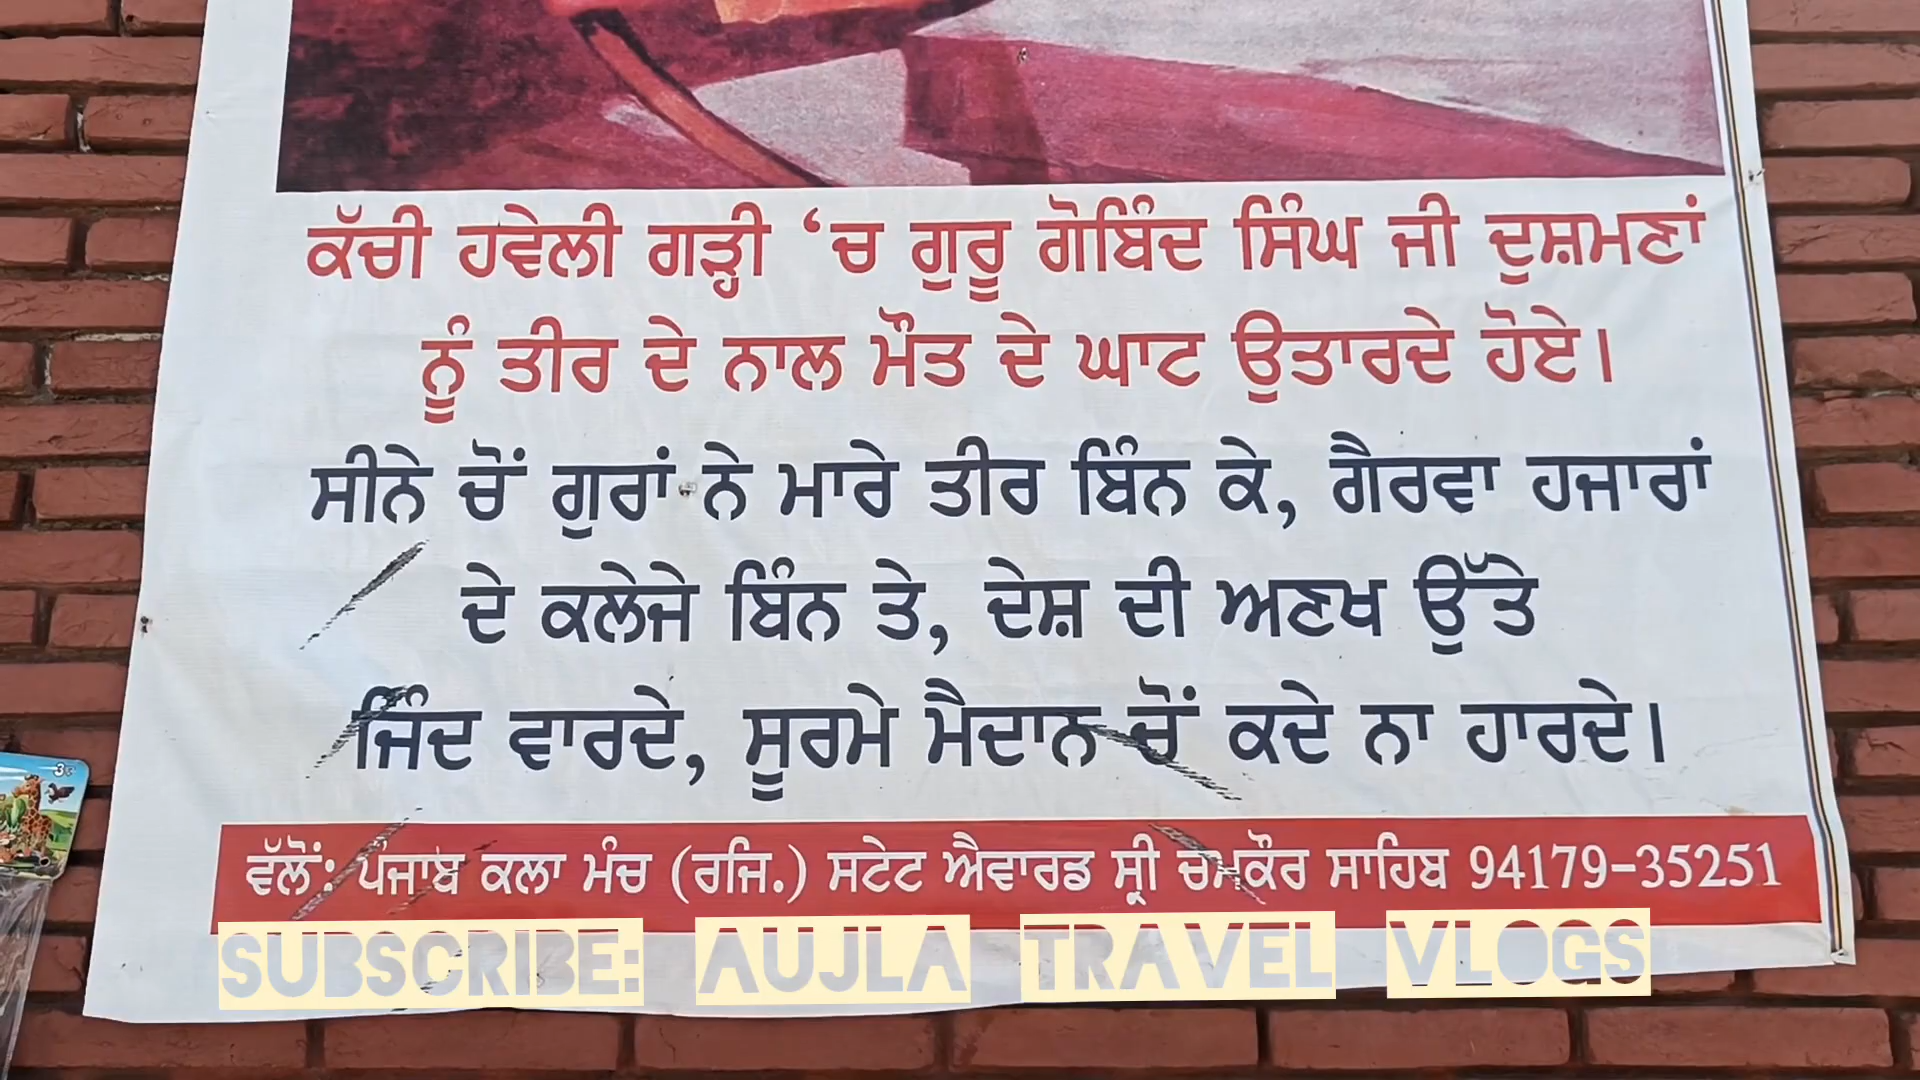 ਕੱਚੀ ਹਵੇਲੀ ਗੜ੍ਹੀ ‘ਚ ਗੁਰੂ ਗੋਬਿੰਦ ਸਿੰਘ ਜੀ ਦੁਸ਼ਮਣਾਂ
ਨੂੰ ਤੀਰ ਦੇ ਨਾਲ ਮੌਤ ਦੇ ਘਾਟ ਉਤਾਰਦੇ ਹੋਏ।
ਸੀਨੇ ਚੋਂ ਗੁਰਾਂ ਨੇ ਮਾਰੇ ਤੀਰ ਬਿੰਨ ਕੇ, ਗੈਰਵਾ ਹਜਾਰਾਂ
ਦੇ ਕਲੇਜੇ ਬਿੰਨ ਤੇ, ਦੇਸ਼ ਦੀ ਅਣਖ ਉੱਤੇ
ਜਿੰਦ ਵਾਰਦੇ, ਸੂਰਮੇ ਮੈਦਾਨ ਚੋਂ ਕਦੇ ਨਾ ਹਾਰਦੇ।
ਵੱਲੋਂ: ਪੰਜਾਬ ਕਲਾ ਮੰਚ (ਰਜਿ.) ਸਟੇਟ ਐਵਾਰਡ ਸ੍ਰੀ ਚਮਕੌਰ ਸਾਹਿਬ 94179-35251
SUBSCRIBE: AUJLA TRAVEL VLOGS